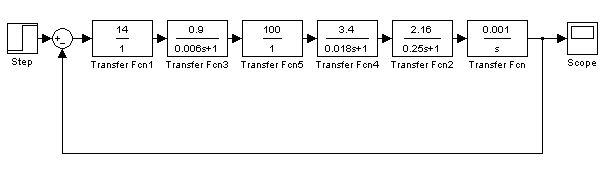 14 0.9 100 3.4 2.16 0.001
+ 
-
1 0.006s+1 1 0.018s+1 0.25s+1 s
Step Transfer Fcn1 Transfer Fcn3 Transfer Fcn5 Transfer Fcn4 Transfer Fcn2 Transfer Fcn Scope